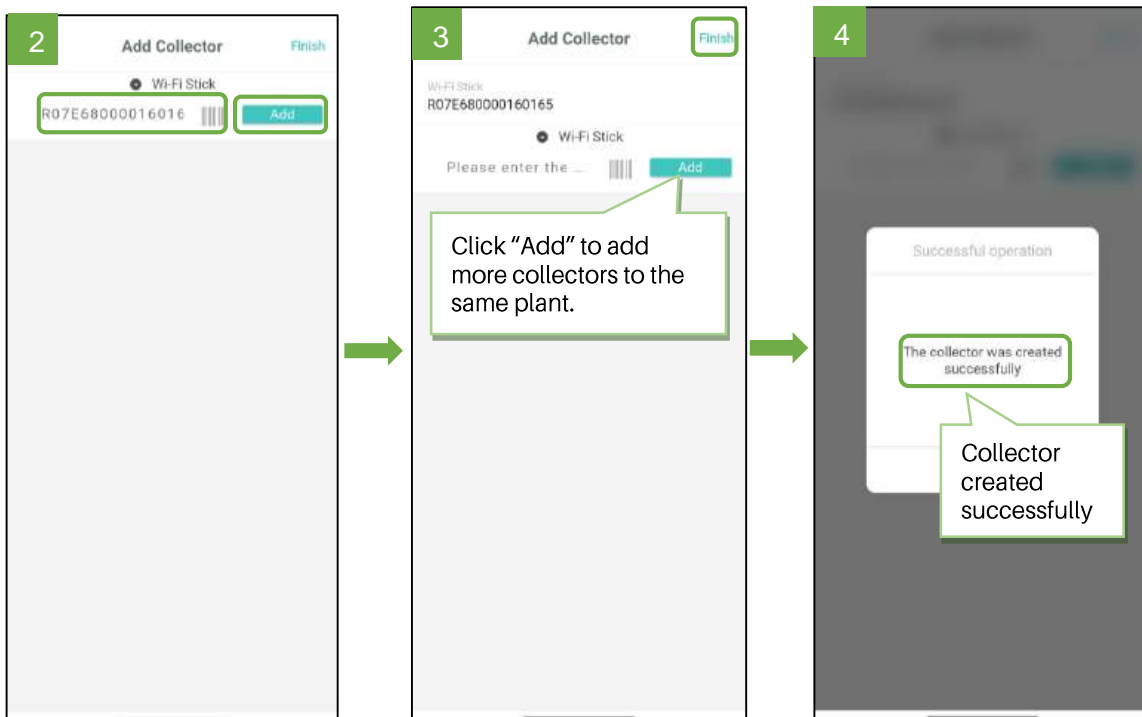 2
Add Collector
Finish
Wi-Fi Stick
R07E68000016016
Add
3
Add Collector
Finish
Wi-Fi Stick
R07E680000160165
Wi-Fi Stick
Please enter the ...
Add
Click “Add” to add
more collectors to the
same plant.
4
Successful operation
The collector was created
successfully
Collector
created
successfully